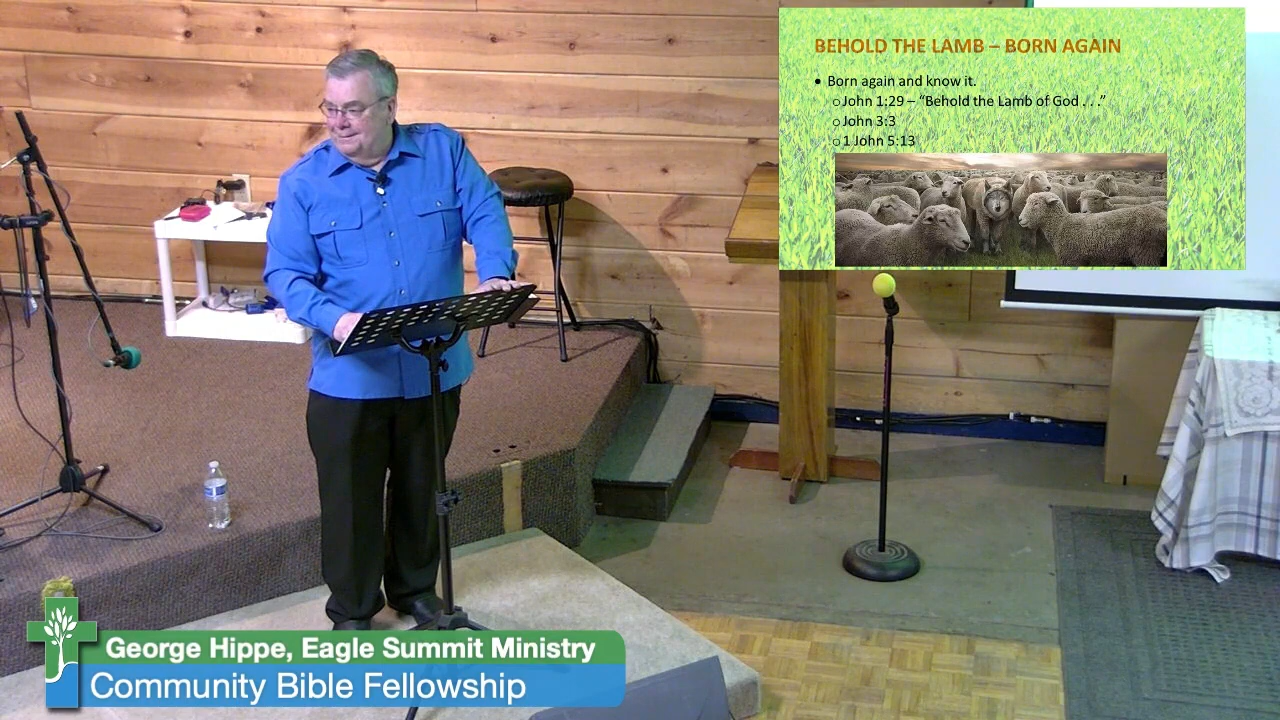 BEHOLD THE LAMB – BORN AGAIN
• Born again and know it.
○ John 1:29 – “Behold the Lamb of God . . .”
○ John 3:3
○ 1 John 5:13
George Hippe, Eagle Summit Ministry
Community Bible Fellowship